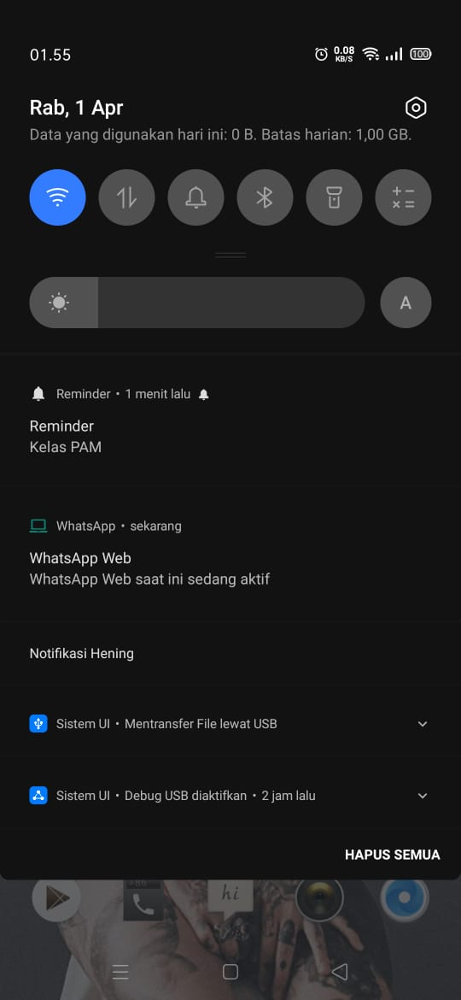 01.55
0.08
KB/S
100
Rab, 1 Apr
Data yang digunakan hari ini: 0 B. Batas harian: 1,00 GB.
A
Reminder • 1 menit lalu
Reminder
Kelas PAM
WhatsApp • sekarang
WhatsApp Web
WhatsApp Web saat ini sedang aktif
Notifikasi Hening
Sistem UI • Mentransfer File lewat USB
Sistem UI • Debug USB diaktifkan • 2 jam lalu
HAPUS SEMUA
+86
hi